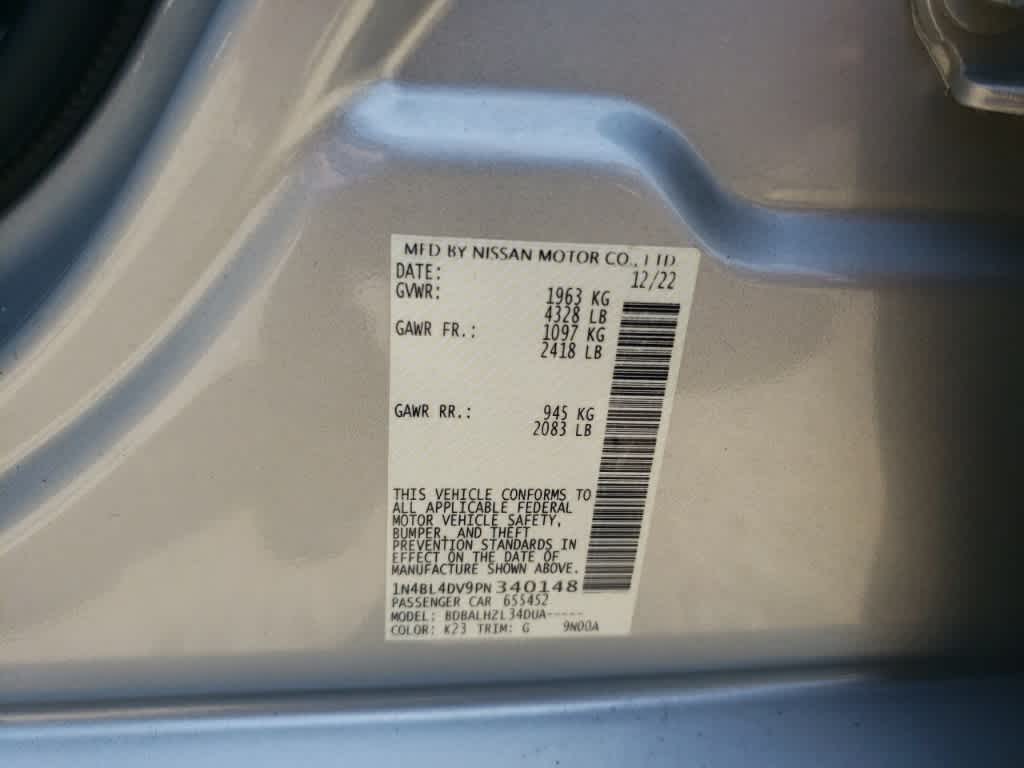 MFD BY NISSAN MOTOR CO., LTD
DATE: 12/22
GVWR: 1963 KG
4328 LB
GAWR FR.: 1097 KG
2418 LB
GAWR RR.: 945 KG
2083 LB
THIS VEHICLE CONFORMS TO
ALL APPLICABLE FEDERAL
MOTOR VEHICLE SAFETY,
BUMPER, AND THEFT
PREVENTION STANDARDS IN
EFFECT ON THE DATE OF
MANUFACTURE SHOWN ABOVE.
1N4BL4DV9PN340148
PASSENGER CAR 655452
MODEL: BDBALHZL34DUA-----
COLOR: K23 TRIM: G 9N00A